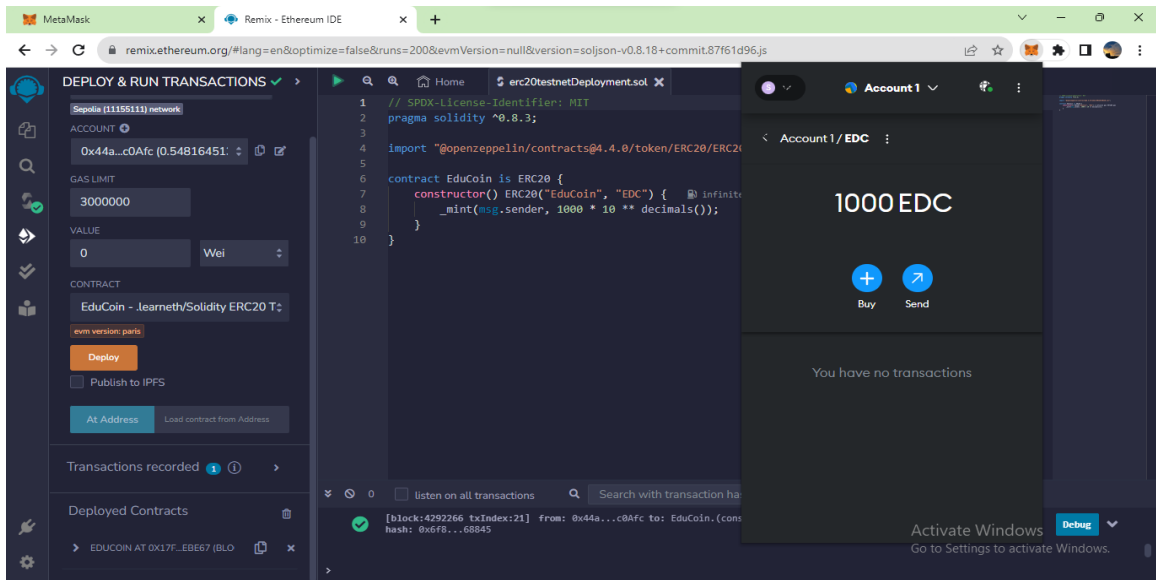 MetaMask
Remix - Ethereum IDE
remix.ethereum.org/#lang=en&optimize=false&runs=200&evmVersion=null&version=soljson-v0.8.18+commit.87f61d96.js
DEPLOY & RUN TRANSACTIONS
Sepolia (11155111) network
ACCOUNT
0x44a...c0Afc (0.54816451
GAS LIMIT
3000000
VALUE
0
Wei
CONTRACT
EduCoin - .learneth/Solidity ERC20 T
evm version: paris
Deploy
Publish to IPFS
At Address
Load contract from Address
Transactions recorded 1 i
Deployed Contracts
EDUCOIN AT 0X17F...EBE67 (BLO
Home
erc20testnetDeployment.sol
1 // SPDX-License-Identifier: MIT
2 pragma solidity ^0.8.3;
3
4 import "@openzeppelin/contracts@4.4.0/token/ERC20/ERC20
5
6 contract EduCoin is ERC20 {
7 constructor() ERC20("EduCoin", "EDC") { infinite
8 _mint(msg.sender, 1000 * 10 ** decimals());
9 }
10 }
0
listen on all transactions
Search with transaction ha
[block:4292266 txIndex:21] from: 0x44a...c0Afc to: EduCoin.(cons
hash: 0x6f8...68845
Debug
>
S
Account 1
Account 1 / EDC
1000 EDC
Buy
Send
You have no transactions
Activate Windows
Go to Settings to activate Windows.